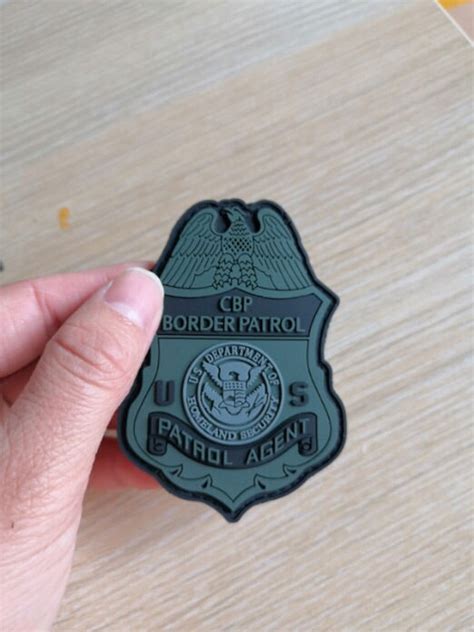 CBP
BORDER PATROL
U.S. DEPARTMENT OF
HOMELAND SECURITY
U S
PATROL AGENT